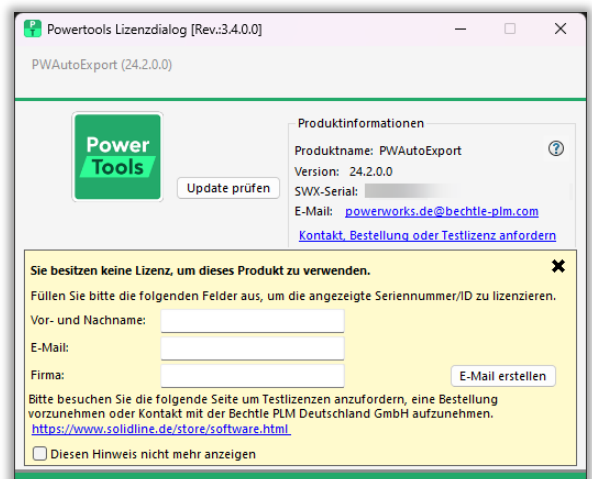 Powertools Lizenzdialog [Rev.:3.4.0.0]
PWAutoExport (24.2.0.0)
Power
Tools
Update prüfen
Produktinformationen
Produktname: PWAutoExport
Version: 24.2.0.0
SWX-Serial:
E-Mail: powerworks.de@bechtle-plm.com
Kontakt, Bestellung oder Testlizenz anfordern
Sie besitzen keine Lizenz, um dieses Produkt zu verwenden.
Füllen Sie bitte die folgenden Felder aus, um die angezeigte Seriennummer/ID zu lizenzieren.
Vor- und Nachname:
E-Mail:
Firma:
E-Mail erstellen
Bitte besuchen Sie die folgende Seite um Testlizenzen anzufordern, eine Bestellung
vorzunehmen oder Kontakt mit der Bechtle PLM Deutschland GmbH aufzunehmen.
https://www.solidline.de/store/software.html
Diesen Hinweis nicht mehr anzeigen